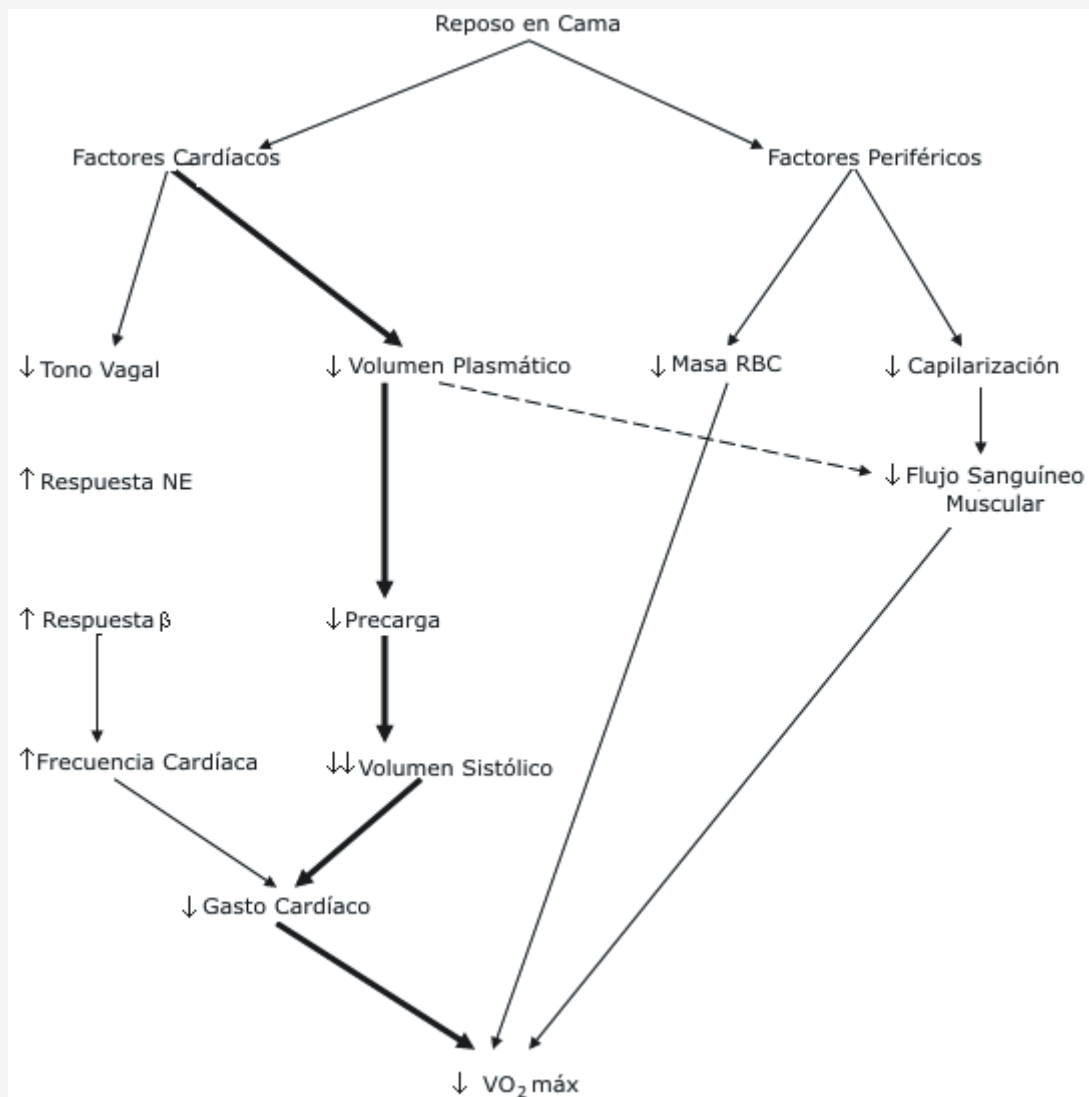 Reposo en Cama
Factores Cardíacos
Factores Periféricos
↓ Tono Vagal
↓ Volumen Plasmático
↓ Masa RBC
↓ Capilarización
↑ Respuesta NE
↓ Flujo Sanguíneo
Muscular
↑ Respuesta β
↓ Precarga
↑ Frecuencia Cardíaca
↓↓ Volumen Sistólico
↓ Gasto Cardíaco
↓ VO₂ máx